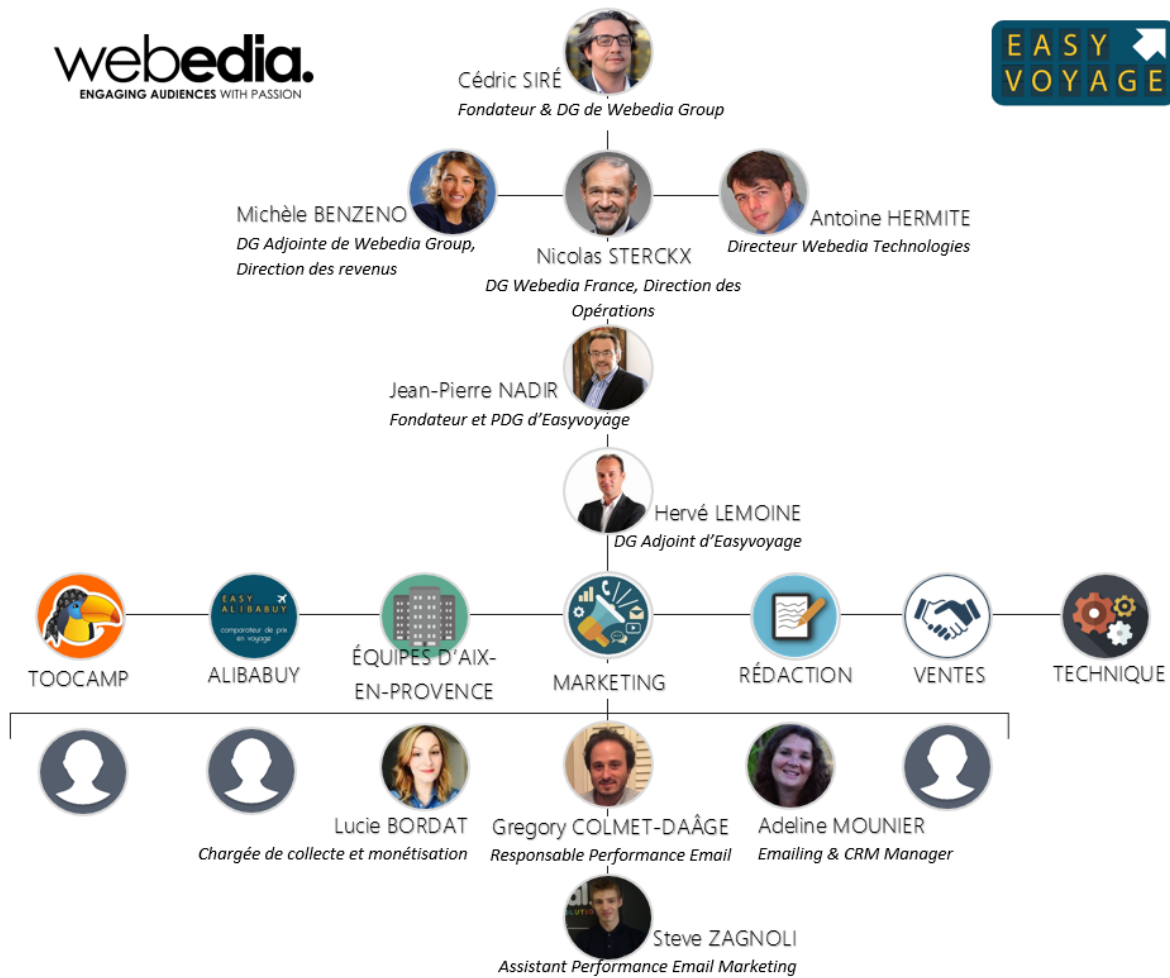 webedia.
ENGAGING AUDIENCES WITH PASSION
EASY
VOYAGE
Cédric SIRÉ
Fondateur & DG de Webedia Group
Michèle BENZENO
DG Adjointe de Webedia Group,
Direction des revenus
Nicolas STERCKX
DG Webedia France, Direction des
Opérations
Antoine HERMITE
Directeur Webedia Technologies
Jean-Pierre NADIR
Fondateur et PDG d’Easyvoyage
Hervé LEMOINE
DG Adjoint d’Easyvoyage
EASY
ALIBABUY
comparateur de prix
en voyage
TOOCAMP
ALIBABUY
ÉQUIPES D’AIX-
EN-PROVENCE
MARKETING
RÉDACTION
VENTES
TECHNIQUE
Lucie BORDAT
Chargée de collecte et monétisation
Gregory COLMET-DAÂGE
Responsable Performance Email
Adeline MOUNIER
Emailing & CRM Manager
Steve ZAGNOLI
Assistant Performance Email Marketing